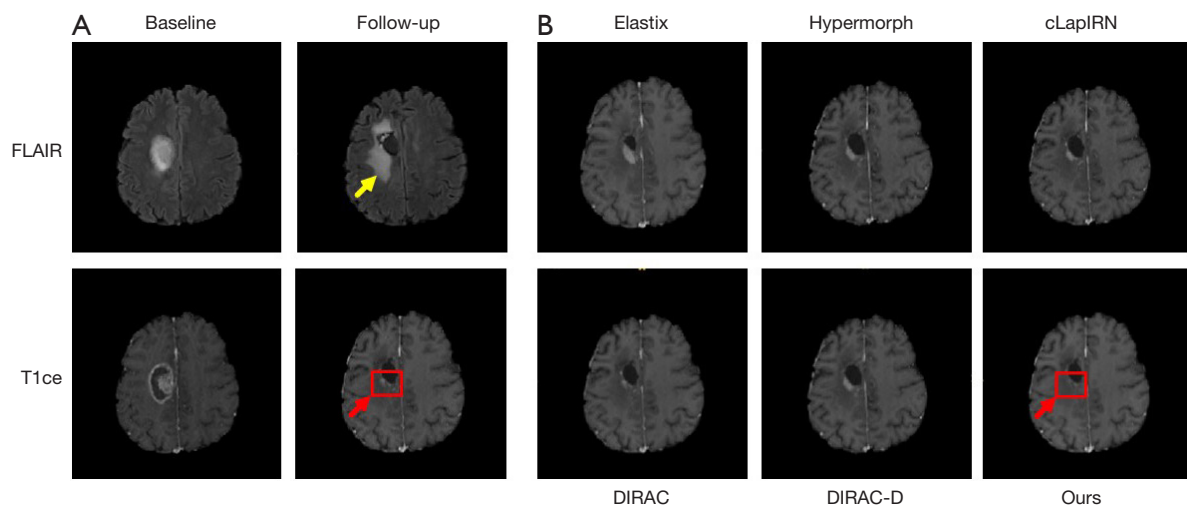 A
Baseline
Follow-up
B
Elastix
Hypermorph
cLapIRN
FLAIR
T1ce
DIRAC
DIRAC-D
Ours